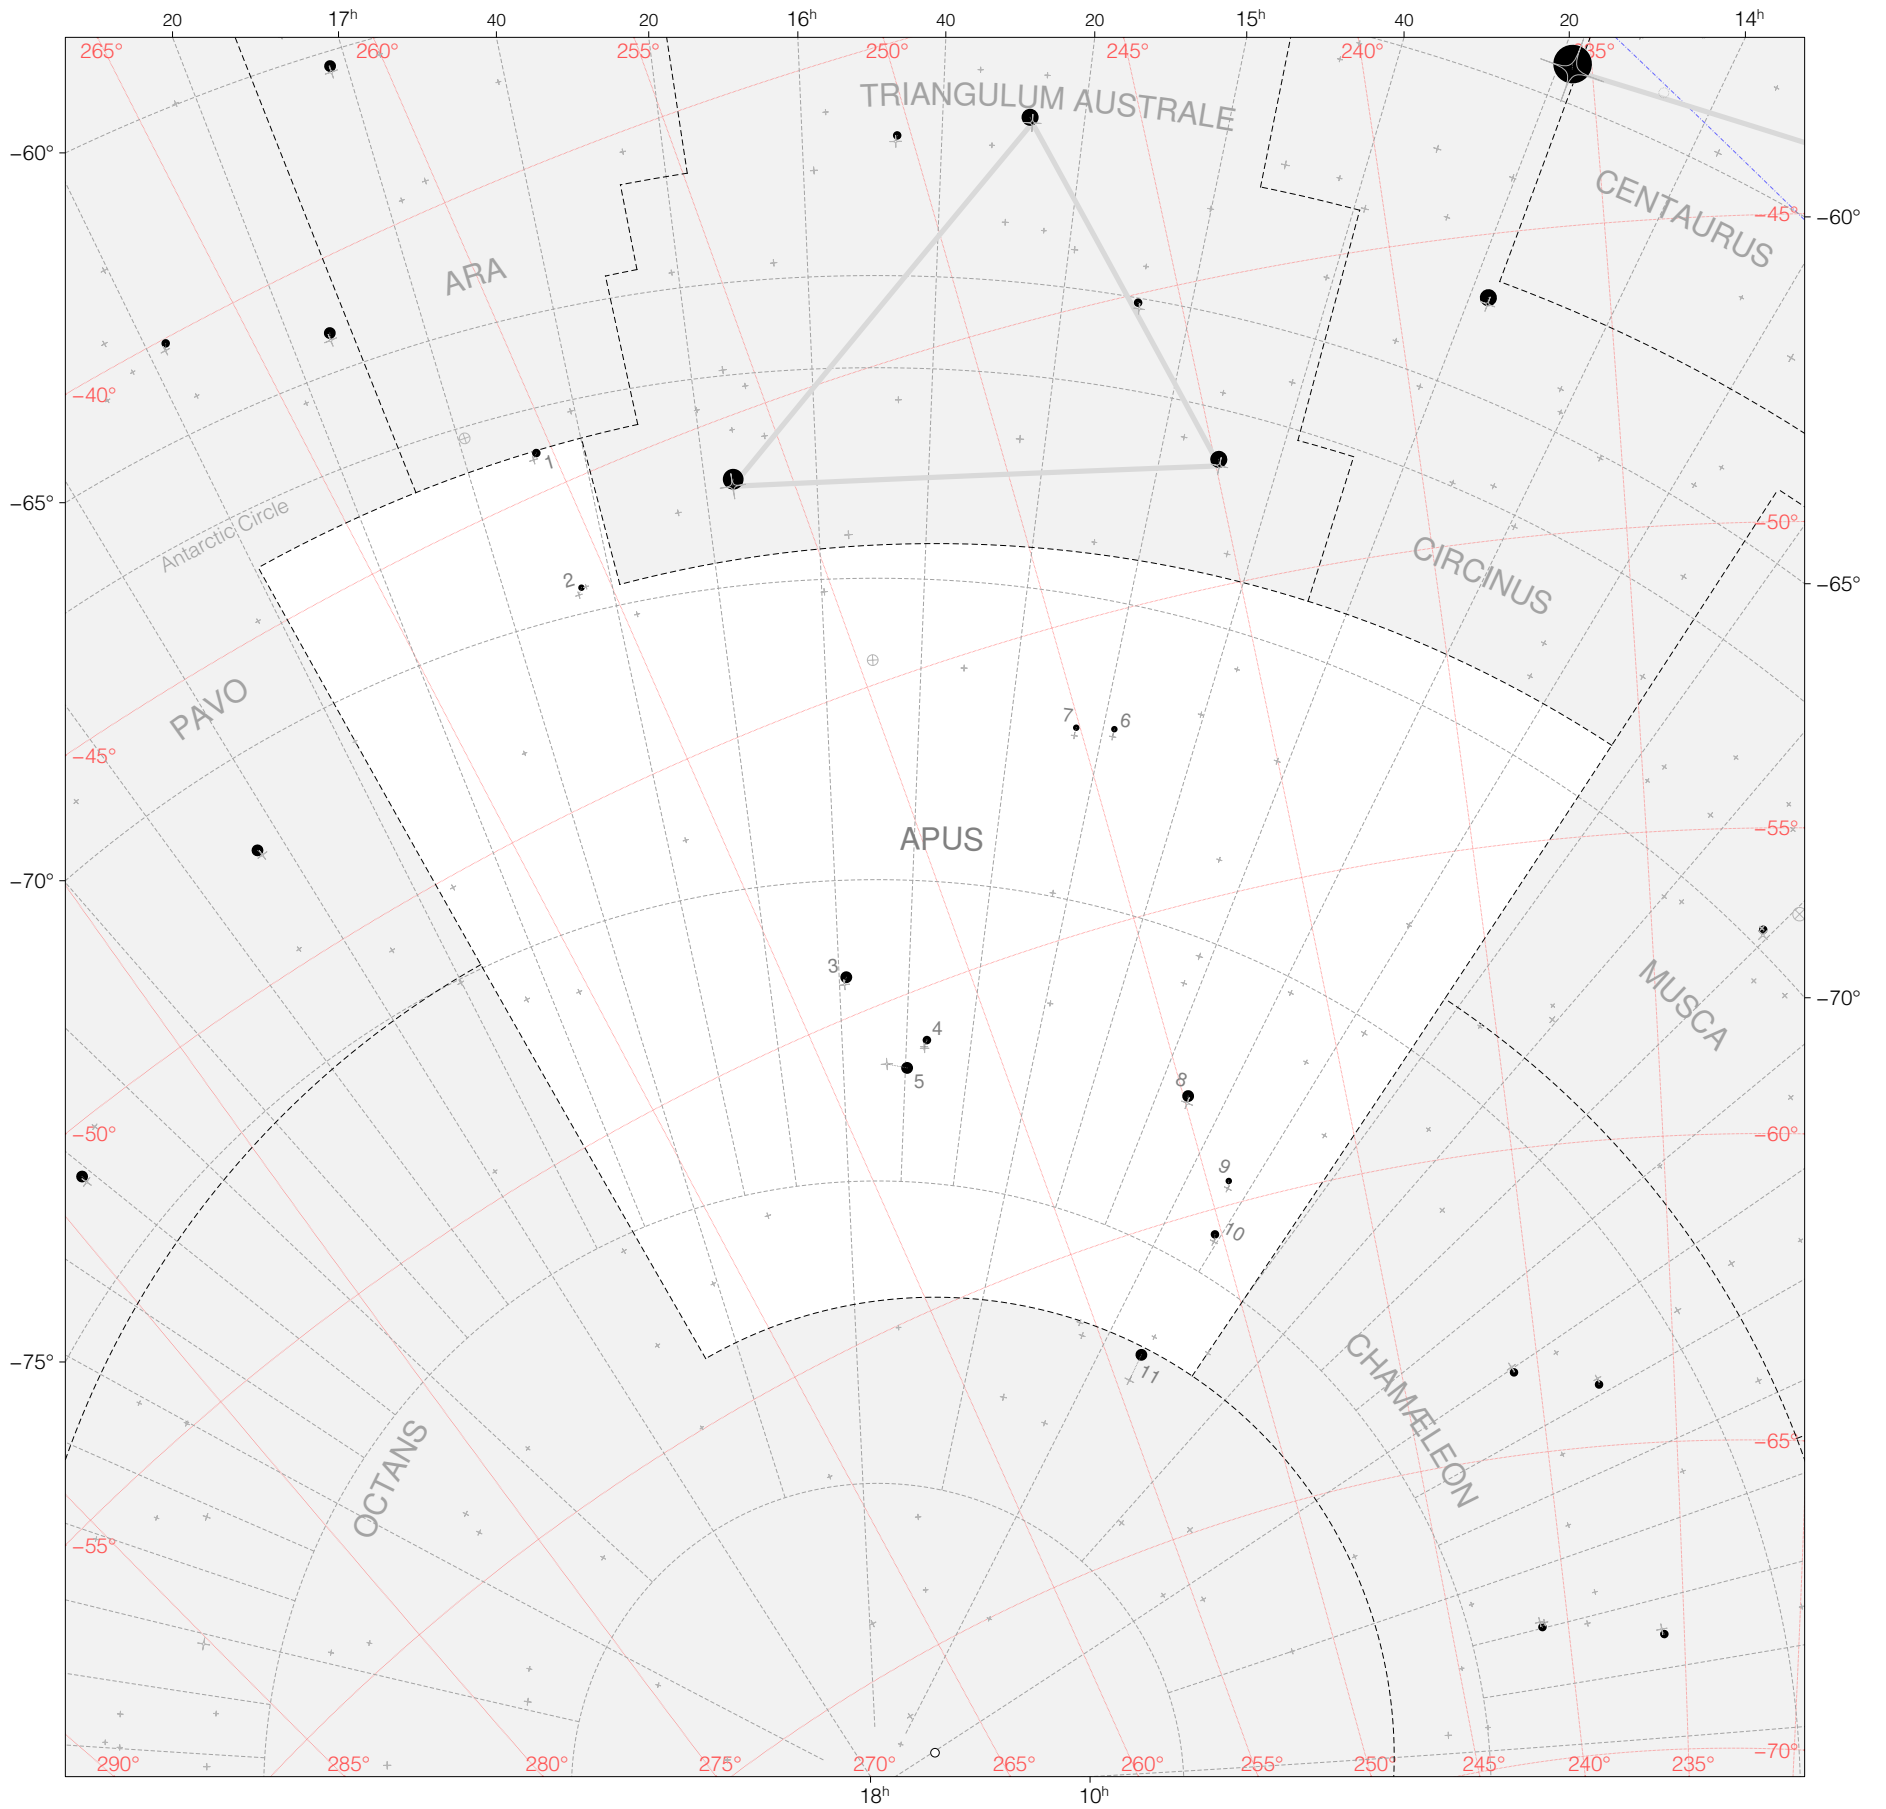 20 17h 40 20 16h 40 20 15h 40 20 14h
265° 260° 255° 250° 245° 240° 235°
TRIANGULUM AUSTRALE
−60°
CENTAURUS
−45° −60°
ARA
−40°
1
Antarctic Circle
−65°
−50°
CIRCINUS
2
−65°
PAVO
7 6
−45°
APUS
−55°
−70°
3
MUSCA
−70°
4
5
8
−50°
−60°
9
10
−75°
11
CHAMÆLEON
OCTANS
−65°
−55°
290° 285° 280° 275° 270° 265° 260° 255° 250° 245° 240° 235° −70°
18h 10h